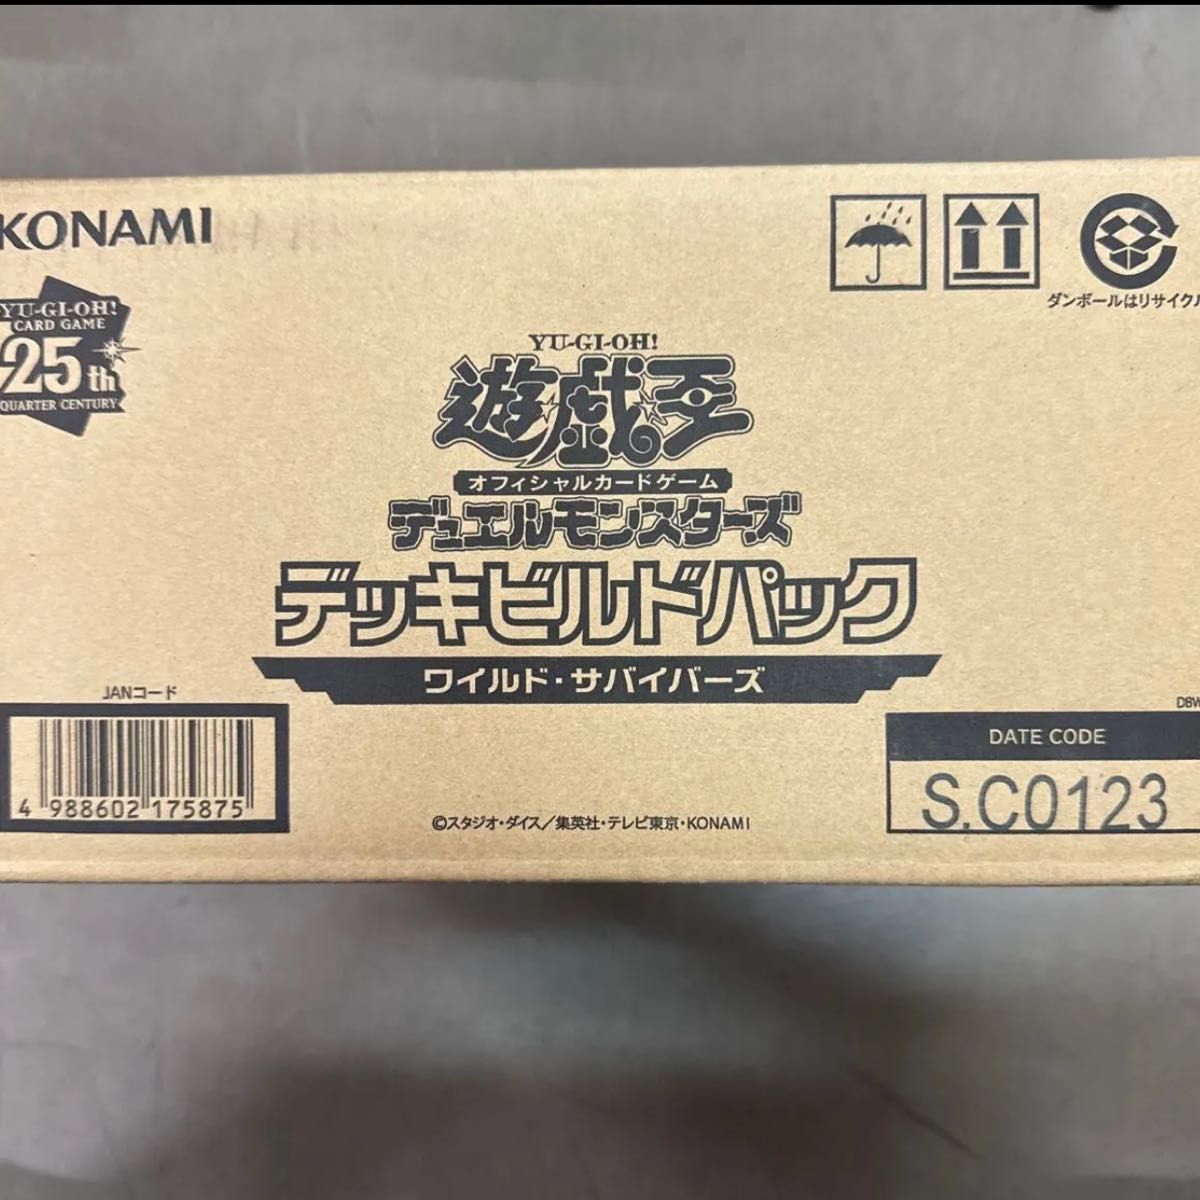 KONAMI
YU-GI-OH!
CARD GAME
25th
QUARTER CENTURY
ダンボールはリサイクル
YU-GI-OH!
遊戯王
オフィシャルカードゲーム
デュエルモンスターズ
デッキビルドパック
ワイルド・サバイバーズ
JANコード
4 988602 175875
DBW
DATE CODE
S.C0123
©スタジオ・ダイス/集英社・テレビ東京・KONAMI